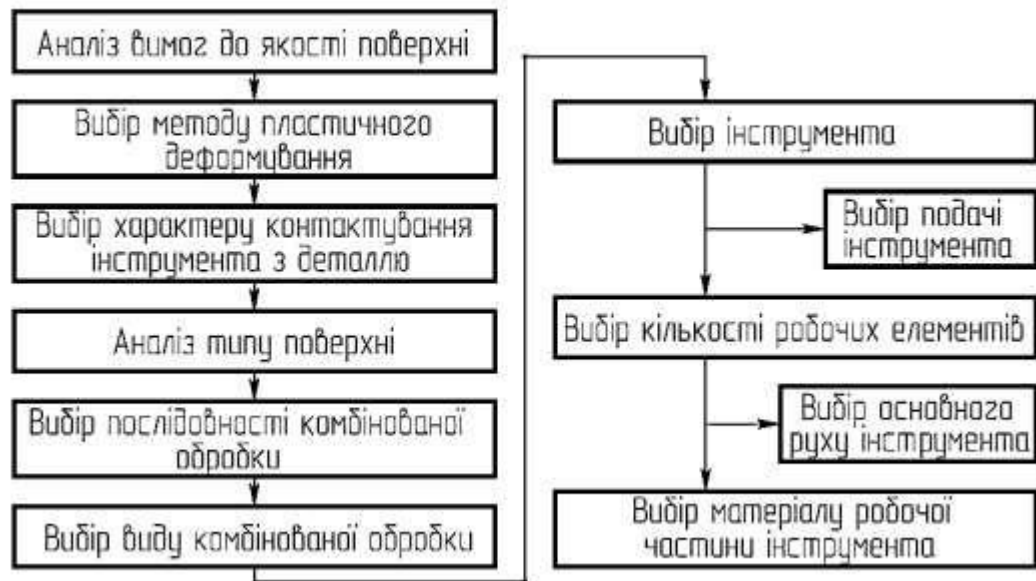 Аналіз вимог до якості поверхні
Вибір методу пластичного
деформування
Вибір характеру контактування
інструмента з деталлю
Аналіз типу поверхні
Вибір послідовності комбінованої
обробки
Вибір виду комбінованої обробки
Вибір інструмента
Вибір подачі
інструмента
Вибір кількості робочих елементів
Вибір основного
руху інструмента
Вибір матеріалу робочої
частини інструмента